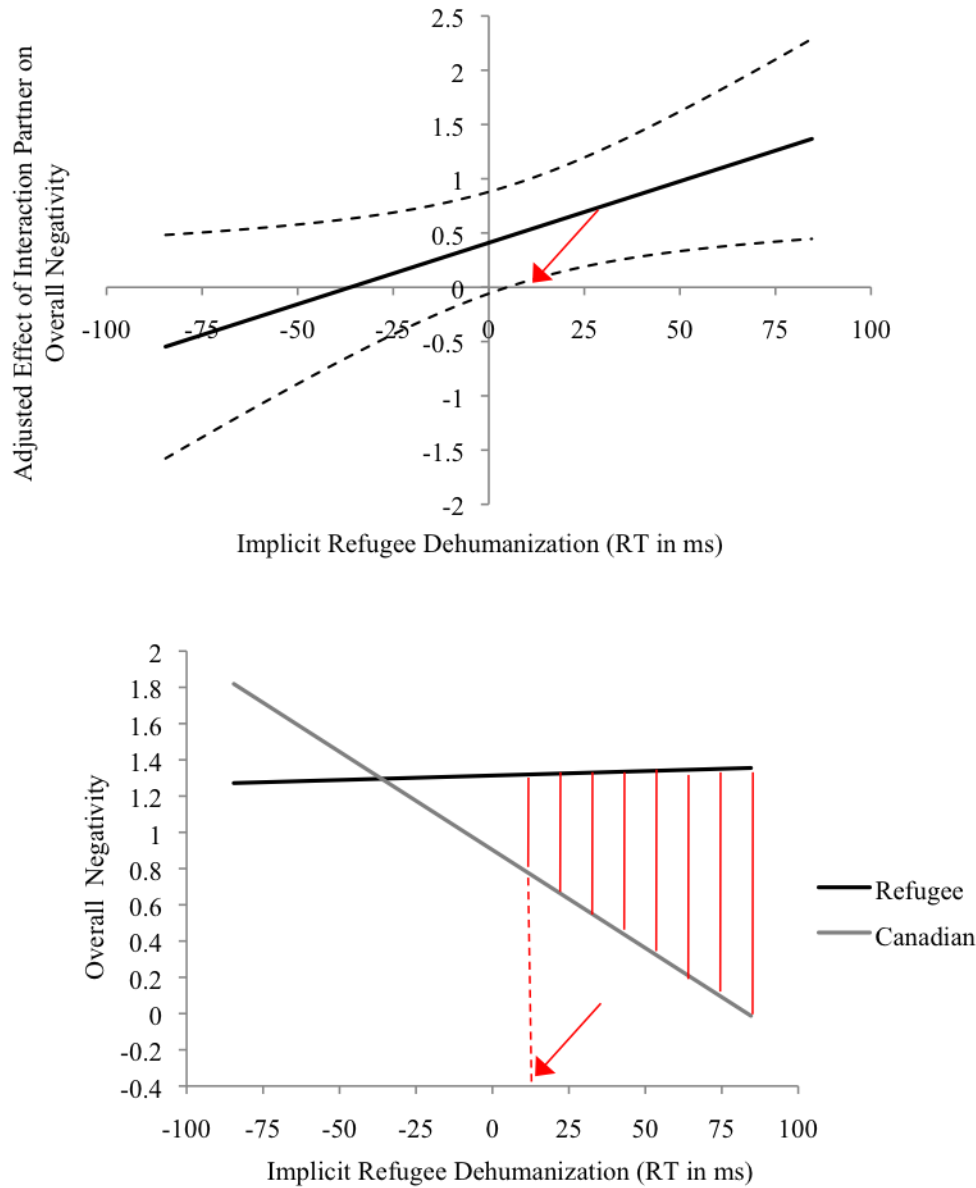 Adjusted Effect of Interaction Partner on
Overall Negativity
2.5
2
1.5
1
0.5
0
-0.5
-1
-1.5
-2
-100 -75 -50 -25 0 25 50 75 100
Implicit Refugee Dehumanization (RT in ms)
Overall Negativity
2
1.8
1.6
1.4
1.2
1
0.8
0.6
0.4
0.2
0
-0.2
-0.4
Refugee
Canadian
-100 -75 -50 -25 0 25 50 75 100
Implicit Refugee Dehumanization (RT in ms)